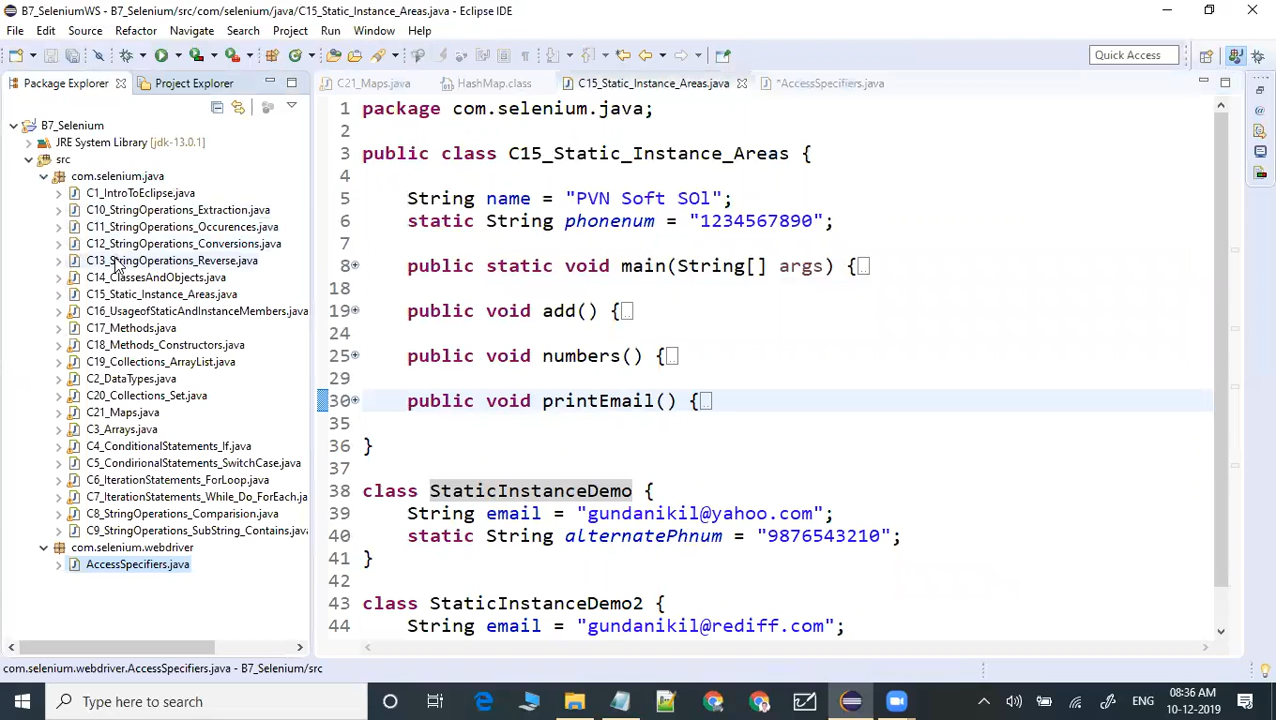 B7_SeleniumWS - B7_Selenium/src/com/selenium/java/C15_Static_Instance_Areas.java - Eclipse IDE
File Edit Source Refactor Navigate Search Project Run Window Help
Quick Access
Package Explorer Project Explorer
C21_Maps.java HashMap.class C15_Static_Instance_Areas.java *AccessSpecifiers.java
B7_Selenium
JRE System Library [jdk-13.0.1]
src
com.selenium.java
C1_IntroToEclipse.java
C10_StringOperations_Extraction.java
C11_StringOperations_Occurences.java
C12_StringOperations_Conversions.java
C13_StringOperations_Reverse.java
C14_ClassesAndObjects.java
C15_Static_Instance_Areas.java
C16_UsageofStaticAndInstanceMembers.java
C17_Methods.java
C18_Methods_Constructors.java
C19_Collections_ArrayList.java
C2_DataTypes.java
C20_Collections_Set.java
C21_Maps.java
C3_Arrays.java
C4_ConditionalStatements_If.java
C5_CondirionalStatements_SwitchCase.java
C6_IterationStatements_ForLoop.java
C7_IterationStatements_While_Do_ForEach.ja
C8_StringOperations_Comparision.java
C9_StringOperations_SubString_Contains.java
com.selenium.webdriver
AccessSpecifiers.java
1 package com.selenium.java;
2
3 public class C15_Static_Instance_Areas {
4
5 String name = "PVN Soft SOl";
6 static String phonenum = "1234567890";
7
8 public static void main(String[] args) {
18
19 public void add() {
24
25 public void numbers() {
29
30 public void printEmail() {
35
36 }
37
38 class StaticInstanceDemo {
39 String email = "gundanikil@yahoo.com";
40 static String alternatePhnum = "9876543210";
41 }
42
43 class StaticInstanceDemo2 {
44 String email = "gundanikil@rediff.com";
com.selenium.webdriver.AccessSpecifiers.java - B7_Selenium/src
Type here to search
ENG
08:36 AM
10-12-2019